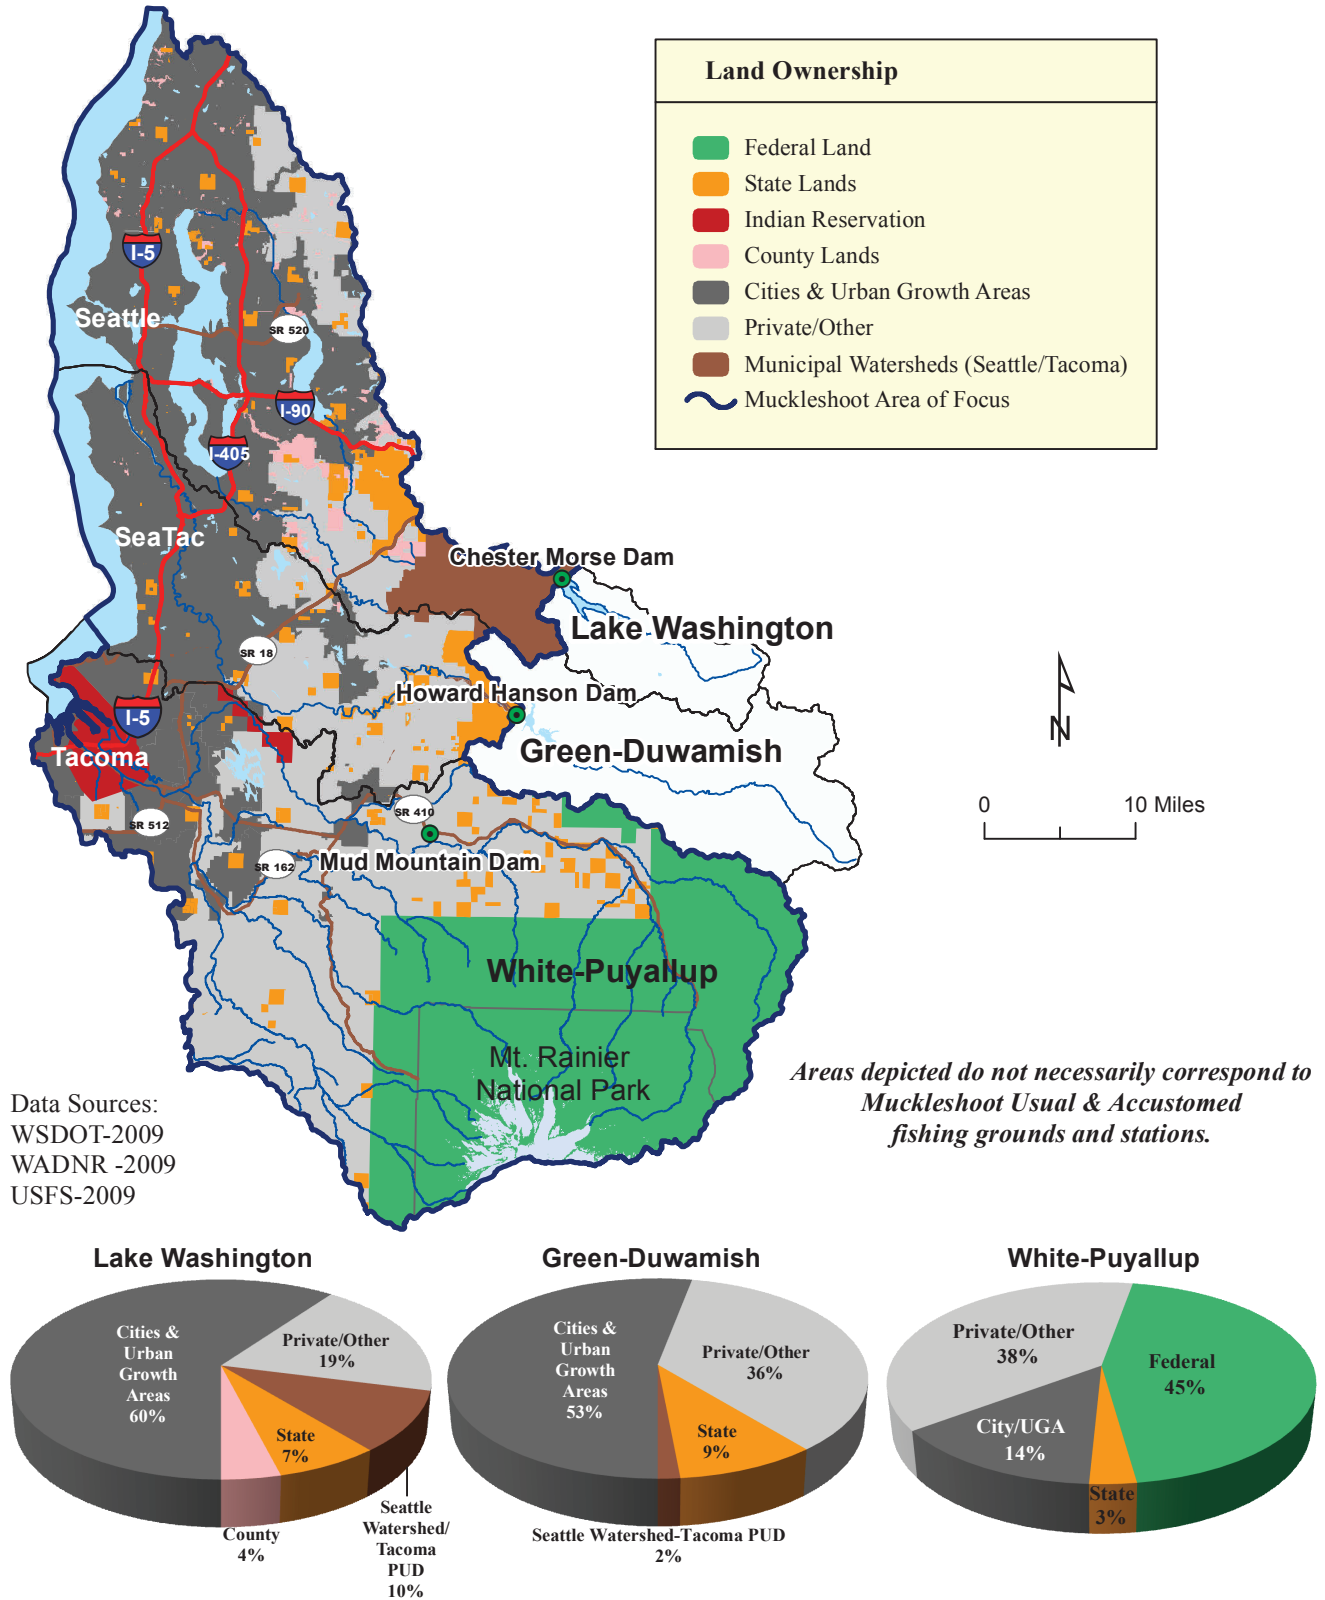 Land Ownership
Federal Land
State Lands
Indian Reservation
County Lands
Cities & Urban Growth Areas
Private/Other
Municipal Watersheds (Seattle/Tacoma)
Muckleshoot Area of Focus
I-5
Seattle
SR 520
I-90
I-405
SeaTac
Chester Morse Dam
Lake Washington
SR 18
Howard Hanson Dam
I-5
Green-Duwamish
Tacoma
N
0 10 Miles
SR 410
SR 512
Mud Mountain Dam
SR 162
White-Puyallup
Mt. Rainier
National Park
Areas depicted do not necessarily correspond to
Muckleshoot Usual & Accustomed
fishing grounds and stations.
Data Sources:
WSDOT-2009
WADNR -2009
USFS-2009
Lake Washington
Cities &
Urban
Growth
Areas
60%
Private/Other
19%
State
7%
County
4%
Seattle
Watershed/
Tacoma
PUD
10%
Green-Duwamish
Cities &
Urban
Growth
Areas
53%
Private/Other
36%
State
9%
Seattle Watershed-Tacoma PUD
2%
White-Puyallup
Private/Other
38%
Federal
45%
City/UGA
14%
State
3%